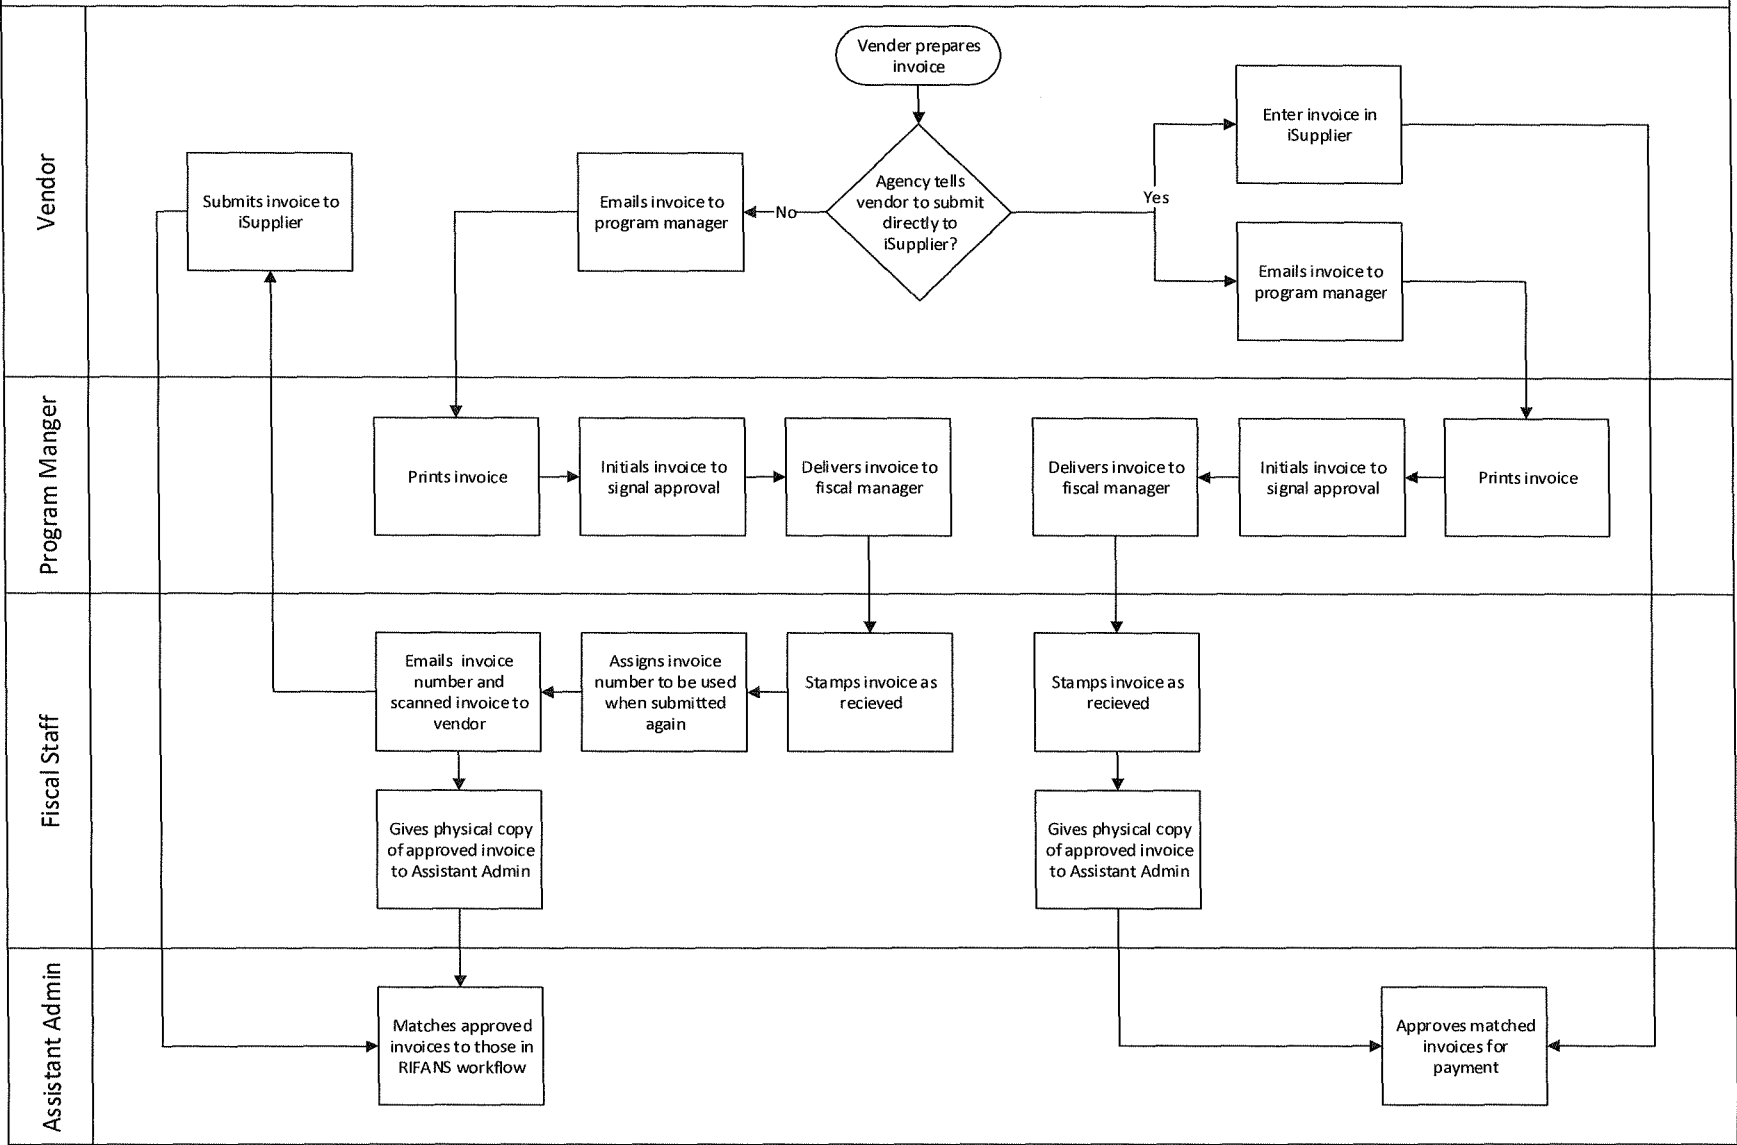 Vendor
Vender prepares
invoice
Agency tells
vendor to submit
directly to
iSupplier?
No
Yes
Submits invoice to
iSupplier
Emails invoice to
program manager
Enter invoice in
iSupplier
Emails invoice to
program manager
Program Manger
Prints invoice
Initials invoice to
signal approval
Delivers invoice to
fiscal manager
Delivers invoice to
fiscal manager
Initials invoice to
signal approval
Prints invoice
Fiscal Staff
Emails invoice
number and
scanned invoice to
vendor
Assigns invoice
number to be used
when submitted
again
Stamps invoice as
recieved
Stamps invoice as
recieved
Gives physical copy
of approved invoice
to Assistant Admin
Gives physical copy
of approved invoice
to Assistant Admin
Assistant Admin
Matches approved
invoices to those in
RIFANS workflow
Approves matched
invoices for
payment